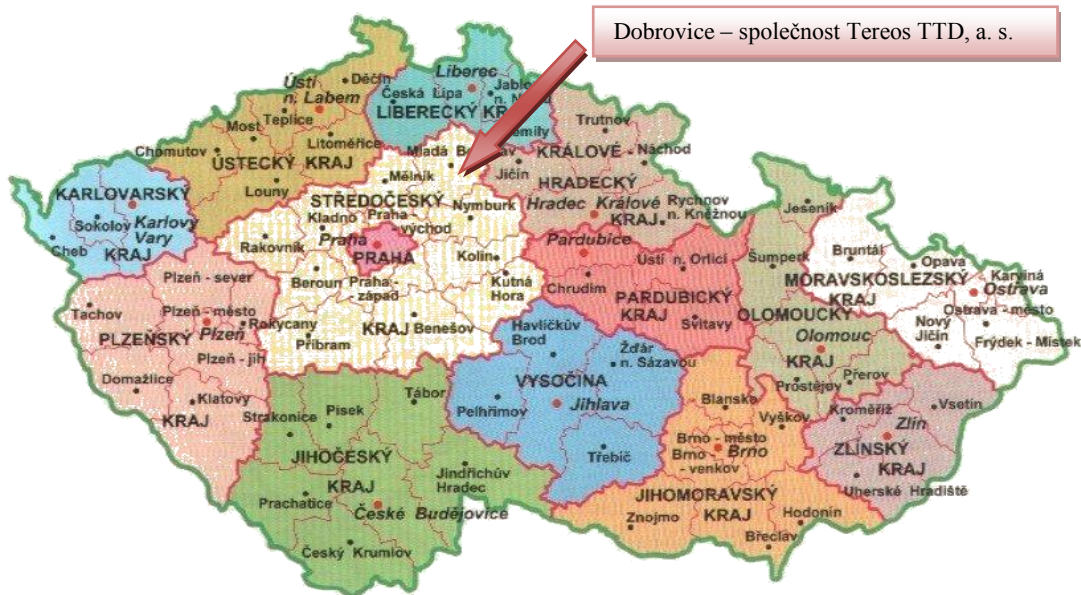 Dobrovice – společnost Tereos TTD, a. s.
Ústí
n. Labem
Děčín
Teplice
Most
Chomutov
Litoměřice
ÚSTECKÝ KRAJ
Louny
Liberec
Česká Lípa
LIBERECKÝ
KARLOVARSKÝ
Sokolov
Karlovy
Vary
Cheb
KRAJ
Mělník
STŘEDOČESKÝ
Kladno
Praha
-východ
Nymburk
Rakovník
Praha
PRAHA
Kolín
Beroun
Praha -
západ
Kutná
Hora
KRAJ
Benešov
Příbram
Trutnov
KRÁLOVÉ -
Náchod
Jičín
HRADECKÝ
Hradec Králové
KRAJ
Rychnov
n. Kněžnou
Pardubice
Ústí n. Orlicí
Chrudim
PARDUBICKÝ
KRAJ
Svitavy
Plzeň - sever
Tachov
Plzeň - město
Rokycany
PLZEŇSKÝ
Plzeň
Plzeň - jih
Domažlice
Klatovy
KRAJ
Tábor
Strakonice
Písek
JIHOČESKÝ
KRAJ
Jindřichův
Hradec
Prachatice
České Budějovice
Český Krumlov
Havlíčkův
Brod
Žďár
n. Sázavou
VYSOČINA
Pelhřimov
Jihlava
Třebíč
Jeseník
Šumperk
OLOMOUCKÝ
Olomouc
KRAJ
Prostějov
Přerov
Bruntál
Opava
MORAVSKOSLEZSKÝ
KRAJ
Karviná
Ostrava
Ostrava - město
Nový
Jičín
Frýdek - Místek
Blansko
Vyškov
Brno - město
Brno
Brno -
- venkov
JIHOMORAVSKÝ
KRAJ
Znojmo
Hodonín
Břeclav
Kroměříž
Vsetín
Zlín
ZLÍNSKÝ
KRAJ
Uherské Hradiště